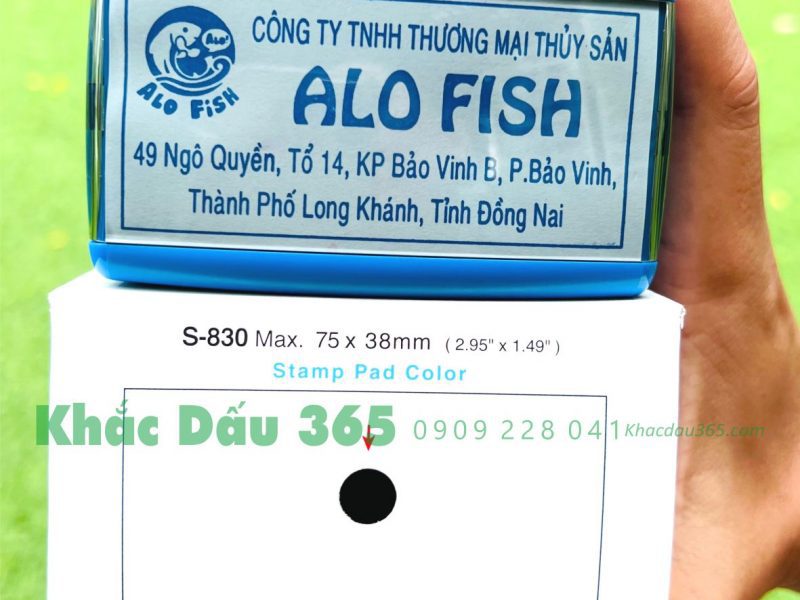 Alo!
ALO FiSH
CÔNG TY TNHH THƯƠNG MẠI THỦY SẢN
ALO FISH
49 Ngô Quyền, Tổ 14, KP Bảo Vinh B, P.Bảo Vinh,
Thành Phố Long Khánh, Tỉnh Đồng Nai
S-830 Max. 75 x 38mm ( 2.95" x 1.49" )
Stamp Pad Color
Khắc Dấu 365 0909 228 041 Khacdau365.com